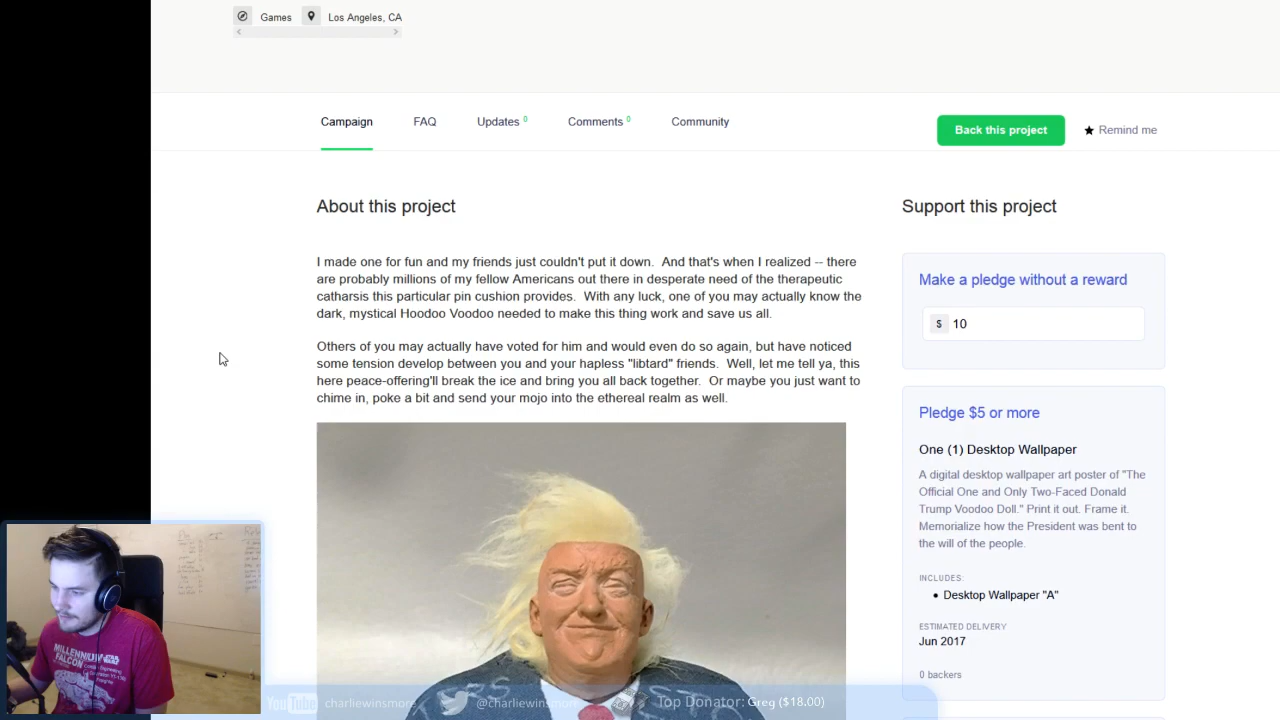 Games Los Angeles, CA
Campaign FAQ Updates 0 Comments 0 Community
Back this project Remind me
About this project
I made one for fun and my friends just couldn't put it down. And that's when I realized -- there
are probably millions of my fellow Americans out there in desperate need of the therapeutic
catharsis this particular pin cushion provides. With any luck, one of you may actually know the
dark, mystical Hoodoo Voodoo needed to make this thing work and save us all.
Others of you may actually have voted for him and would even do so again, but have noticed
some tension develop between you and your hapless "libtard" friends. Well, let me tell ya, this
here peace-offering'll break the ice and bring you all back together. Or maybe you just want to
chime in, poke a bit and send your mojo into the ethereal realm as well.
Support this project
Make a pledge without a reward
$ 10
Pledge $5 or more
One (1) Desktop Wallpaper
A digital desktop wallpaper art poster of "The
Official One and Only Two-Faced Donald
Trump Voodoo Doll." Print it out. Frame it.
Memorialize how the President was bent to
the will of the people.
INCLUDES:
Desktop Wallpaper "A"
ESTIMATED DELIVERY
Jun 2017
0 backers
MILLENNIUM
FALCON
STAR
WARS
YouTube charliewinsmore @charliewinsmore Top Donator: Greg ($18.00)